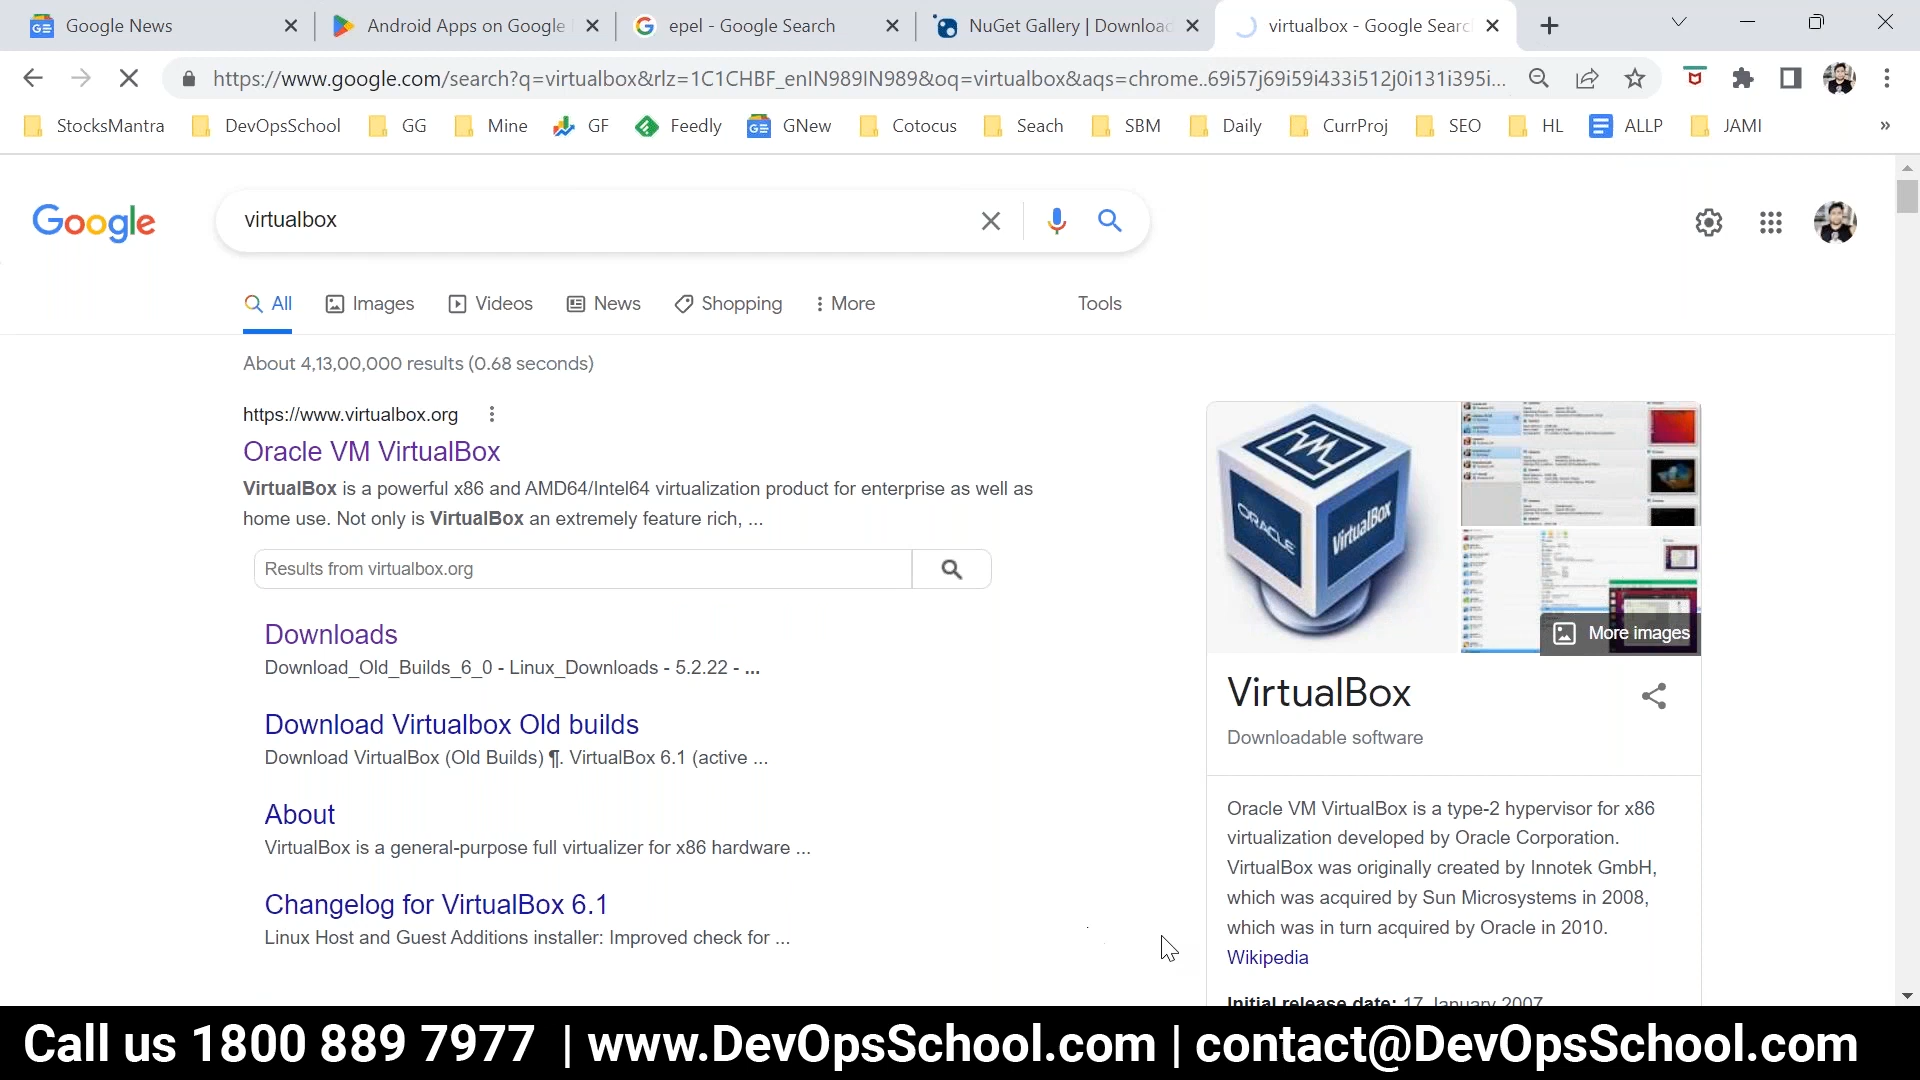 Google News
Android Apps on Google
epel - Google Search
NuGet Gallery | Downloa
virtualbox - Google Searc
https://www.google.com/search?q=virtualbox&rlz=1C1CHBF_enIN989IN989&oq=virtualbox&aqs=chrome..69i57j69i59i433i512j0i131i395i...
StocksMantra
DevOpsSchool
GG
Mine
GF
Feedly
GNew
Cotocus
Seach
SBM
Daily
CurrProj
SEO
HL
ALLP
JAMI
»
Google
virtualbox
All
Images
Videos
News
Shopping
More
Tools
About 4,13,00,000 results (0.68 seconds)
https://www.virtualbox.org
Oracle VM VirtualBox
VirtualBox is a powerful x86 and AMD64/Intel64 virtualization product for enterprise as well as
home use. Not only is VirtualBox an extremely feature rich, ...
Results from virtualbox.org
Downloads
Download_Old_Builds_6_0 - Linux_Downloads - 5.2.22 - ...
Download Virtualbox Old builds
Download VirtualBox (Old Builds) ¶. VirtualBox 6.1 (active ...
About
VirtualBox is a general-purpose full virtualizer for x86 hardware ...
Changelog for VirtualBox 6.1
Linux Host and Guest Additions installer: Improved check for ...
ORACLE
VirtualBox
More images
VirtualBox
Downloadable software
Oracle VM VirtualBox is a type-2 hypervisor for x86
virtualization developed by Oracle Corporation.
VirtualBox was originally created by Innotek GmbH,
which was acquired by Sun Microsystems in 2008,
which was in turn acquired by Oracle in 2010.
Wikipedia
Initial release date: 17 January 2007
Call us 1800 889 7977 | www.DevOpsSchool.com | contact@DevOpsSchool.com